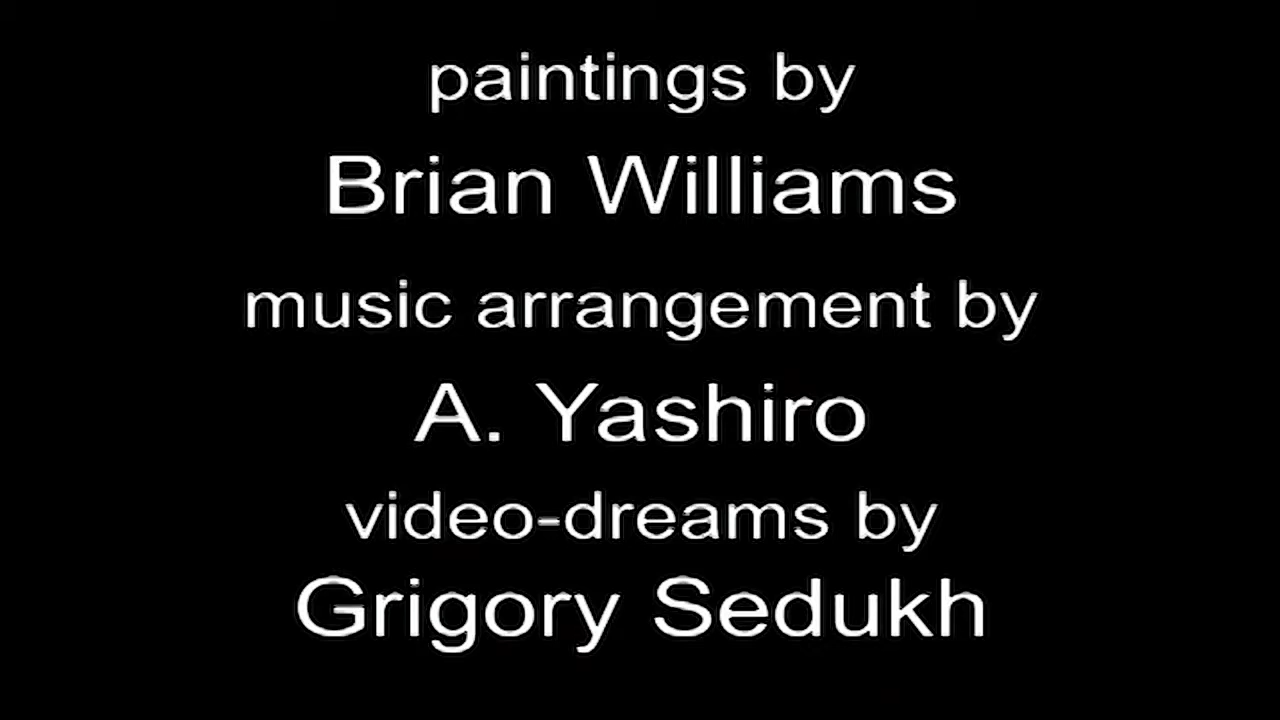 paintings by
Brian Williams
music arrangement by
A. Yashiro
video-dreams by
Grigory Sedukh